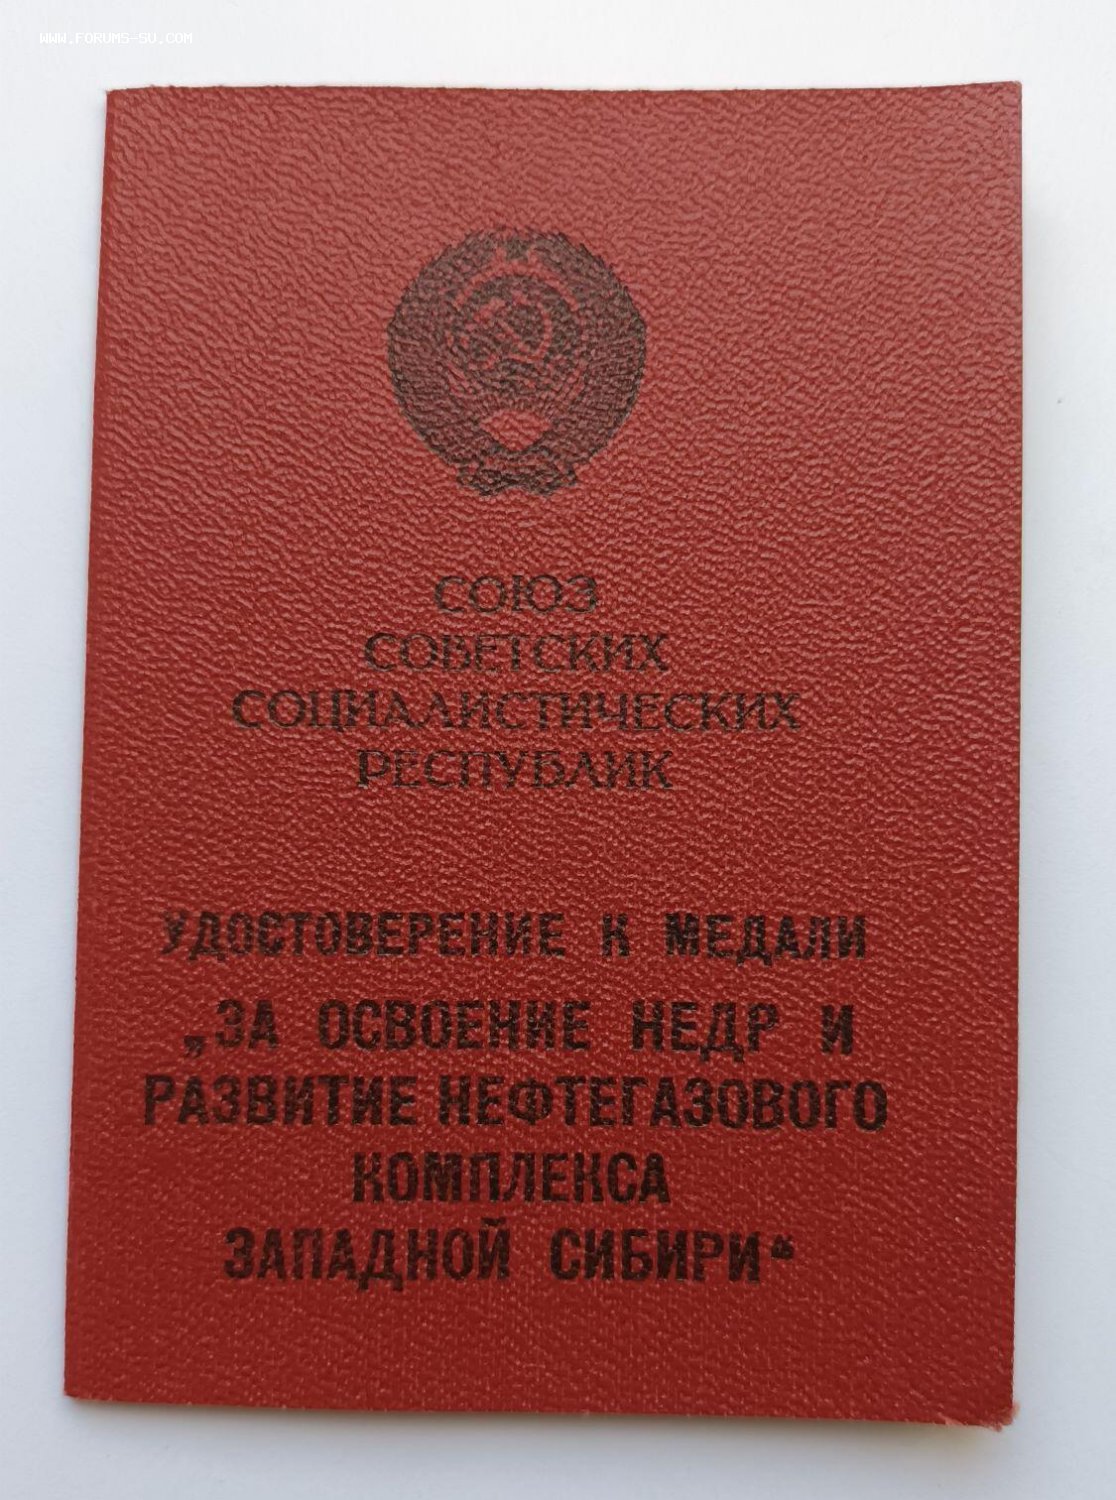 WWW.FORUMS-SU.COM
СОЮЗ
СОВЕТСКИХ
СОЦИАЛИСТИЧЕСКИХ
РЕСПУБЛИК
УДОСТОВЕРЕНИЕ К МЕДАЛИ
„ЗА ОСВОЕНИЕ НЕДР И
РАЗВИТИЕ НЕФТЕГАЗОВОГО
КОМПЛЕКСА
ЗАПАДНОЙ СИБИРИ“